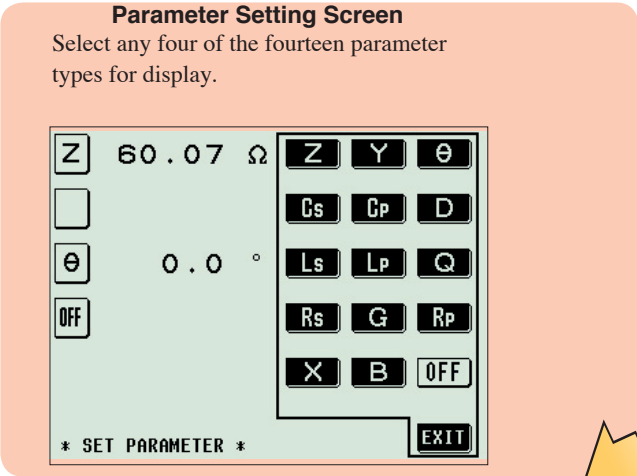 Parameter Setting Screen
Select any four of the fourteen parameter
types for display.
Z 60.07 Ω Z Y θ
Cs Cp D
θ 0.0 ° Ls Lp Q
OFF Rs G Rp
X B OFF
* SET PARAMETER * EXIT